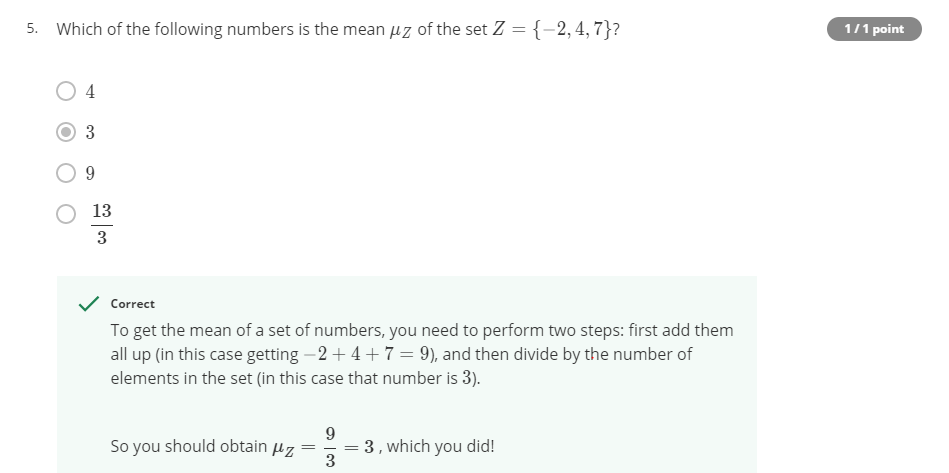 5. Which of the following numbers is the mean μ_Z of the set Z = {−2, 4, 7}?
1 / 1 point
4
3
9
13/3
Correct
To get the mean of a set of numbers, you need to perform two steps: first add them
all up (in this case getting −2 + 4 + 7 = 9), and then divide by the number of
elements in the set (in this case that number is 3).
So you should obtain μ_Z = 9/3 = 3 , which you did!